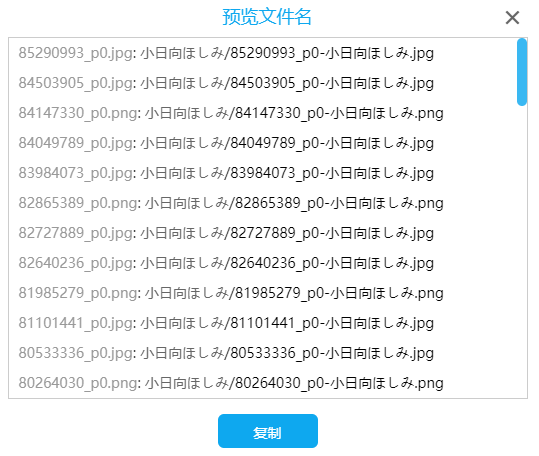 预览文件名
85290993_p0.jpg: 小日向ほしみ/85290993_p0-小日向ほしみ.jpg
84503905_p0.jpg: 小日向ほしみ/84503905_p0-小日向ほしみ.jpg
84147330_p0.png: 小日向ほしみ/84147330_p0-小日向ほしみ.png
84049789_p0.jpg: 小日向ほしみ/84049789_p0-小日向ほしみ.jpg
83984073_p0.jpg: 小日向ほしみ/83984073_p0-小日向ほしみ.jpg
82865389_p0.png: 小日向ほしみ/82865389_p0-小日向ほしみ.png
82727889_p0.jpg: 小日向ほしみ/82727889_p0-小日向ほしみ.jpg
82640236_p0.jpg: 小日向ほしみ/82640236_p0-小日向ほしみ.jpg
81985279_p0.png: 小日向ほしみ/81985279_p0-小日向ほしみ.png
81101441_p0.jpg: 小日向ほしみ/81101441_p0-小日向ほしみ.jpg
80533336_p0.jpg: 小日向ほしみ/80533336_p0-小日向ほしみ.jpg
80264030_p0.png: 小日向ほしみ/80264030_p0-小日向ほしみ.png
复制